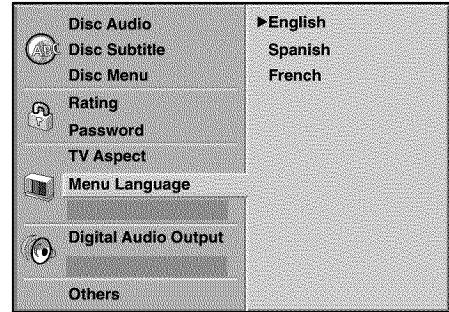 Disc Audio
Disc Subtitle
Disc Menu
Rating
Password
TV Aspect
Menu Language
Digital Audio Output
Others
▶English
Spanish
French
ABC